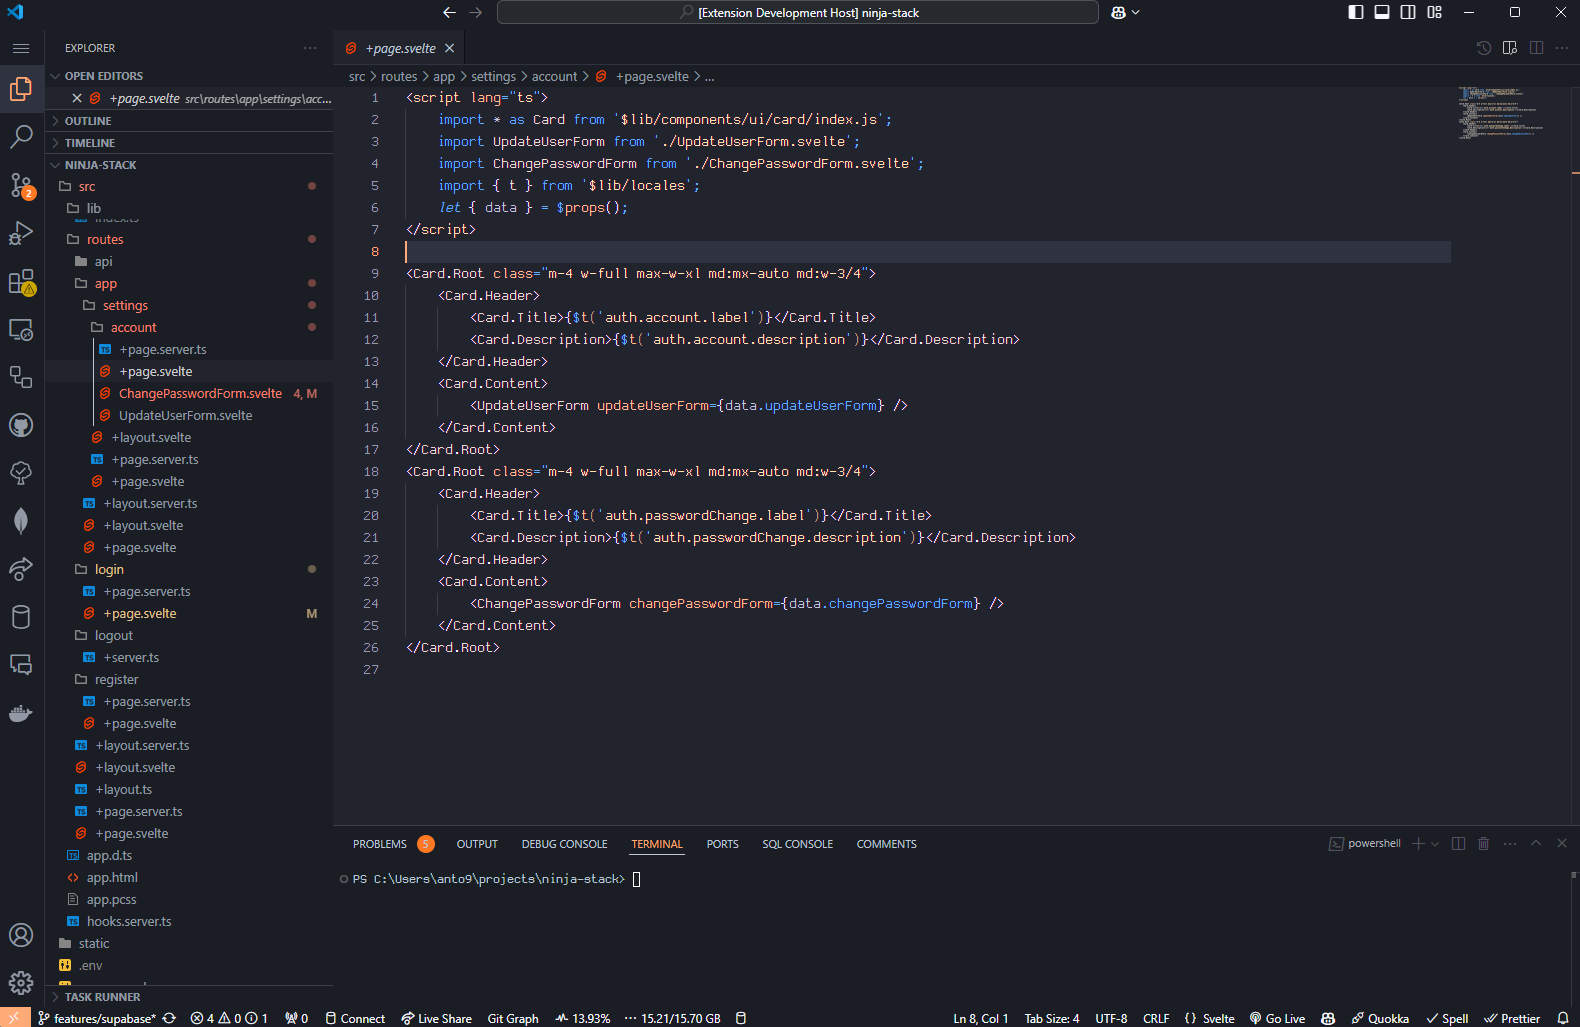 [Extension Development Host] ninja-stack
EXPLORER
OPEN EDITORS
+page.svelte src\routes\app\settings\acc...
OUTLINE
TIMELINE
NINJA-STACK
src
lib
index.ts
routes
api
app
settings
account
+page.server.ts
+page.svelte
ChangePasswordForm.svelte 4, M
UpdateUserForm.svelte
+layout.svelte
+page.server.ts
+page.svelte
+layout.server.ts
+layout.svelte
+page.svelte
login
+page.server.ts
+page.svelte M
logout
+server.ts
register
+page.server.ts
+page.svelte
+layout.server.ts
+layout.svelte
+layout.ts
+page.server.ts
+page.svelte
app.d.ts
app.html
app.pcss
hooks.server.ts
static
.env
TASK RUNNER
2
+page.svelte
src > routes > app > settings > account > +page.svelte > ...
1 <script lang="ts">
2 import * as Card from '$lib/components/ui/card/index.js';
3 import UpdateUserForm from './UpdateUserForm.svelte';
4 import ChangePasswordForm from './ChangePasswordForm.svelte';
5 import { t } from '$lib/locales';
6 let { data } = $props();
7 </script>
8
9 <Card.Root class="m-4 w-full max-w-xl md:mx-auto md:w-3/4">
10 <Card.Header>
11 <Card.Title>{$t('auth.account.label')}</Card.Title>
12 <Card.Description>{$t('auth.account.description')}</Card.Description>
13 </Card.Header>
14 <Card.Content>
15 <UpdateUserForm updateUserForm={data.updateUserForm} />
16 </Card.Content>
17 </Card.Root>
18 <Card.Root class="m-4 w-full max-w-xl md:mx-auto md:w-3/4">
19 <Card.Header>
20 <Card.Title>{$t('auth.passwordChange.label')}</Card.Title>
21 <Card.Description>{$t('auth.passwordChange.description')}</Card.Description>
22 </Card.Header>
23 <Card.Content>
24 <ChangePasswordForm changePasswordForm={data.changePasswordForm} />
25 </Card.Content>
26 </Card.Root>
27
PROBLEMS 5 OUTPUT DEBUG CONSOLE TERMINAL PORTS SQL CONSOLE COMMENTS powershell
PS C:\Users\anto9\projects\ninja-stack>
features/supabase* 4 0 1 0 Connect Live Share Git Graph 13.93% 15.21/15.70 GB Ln 8, Col 1 Tab Size: 4 UTF-8 CRLF {} Svelte Go Live Quokka Spell Prettier